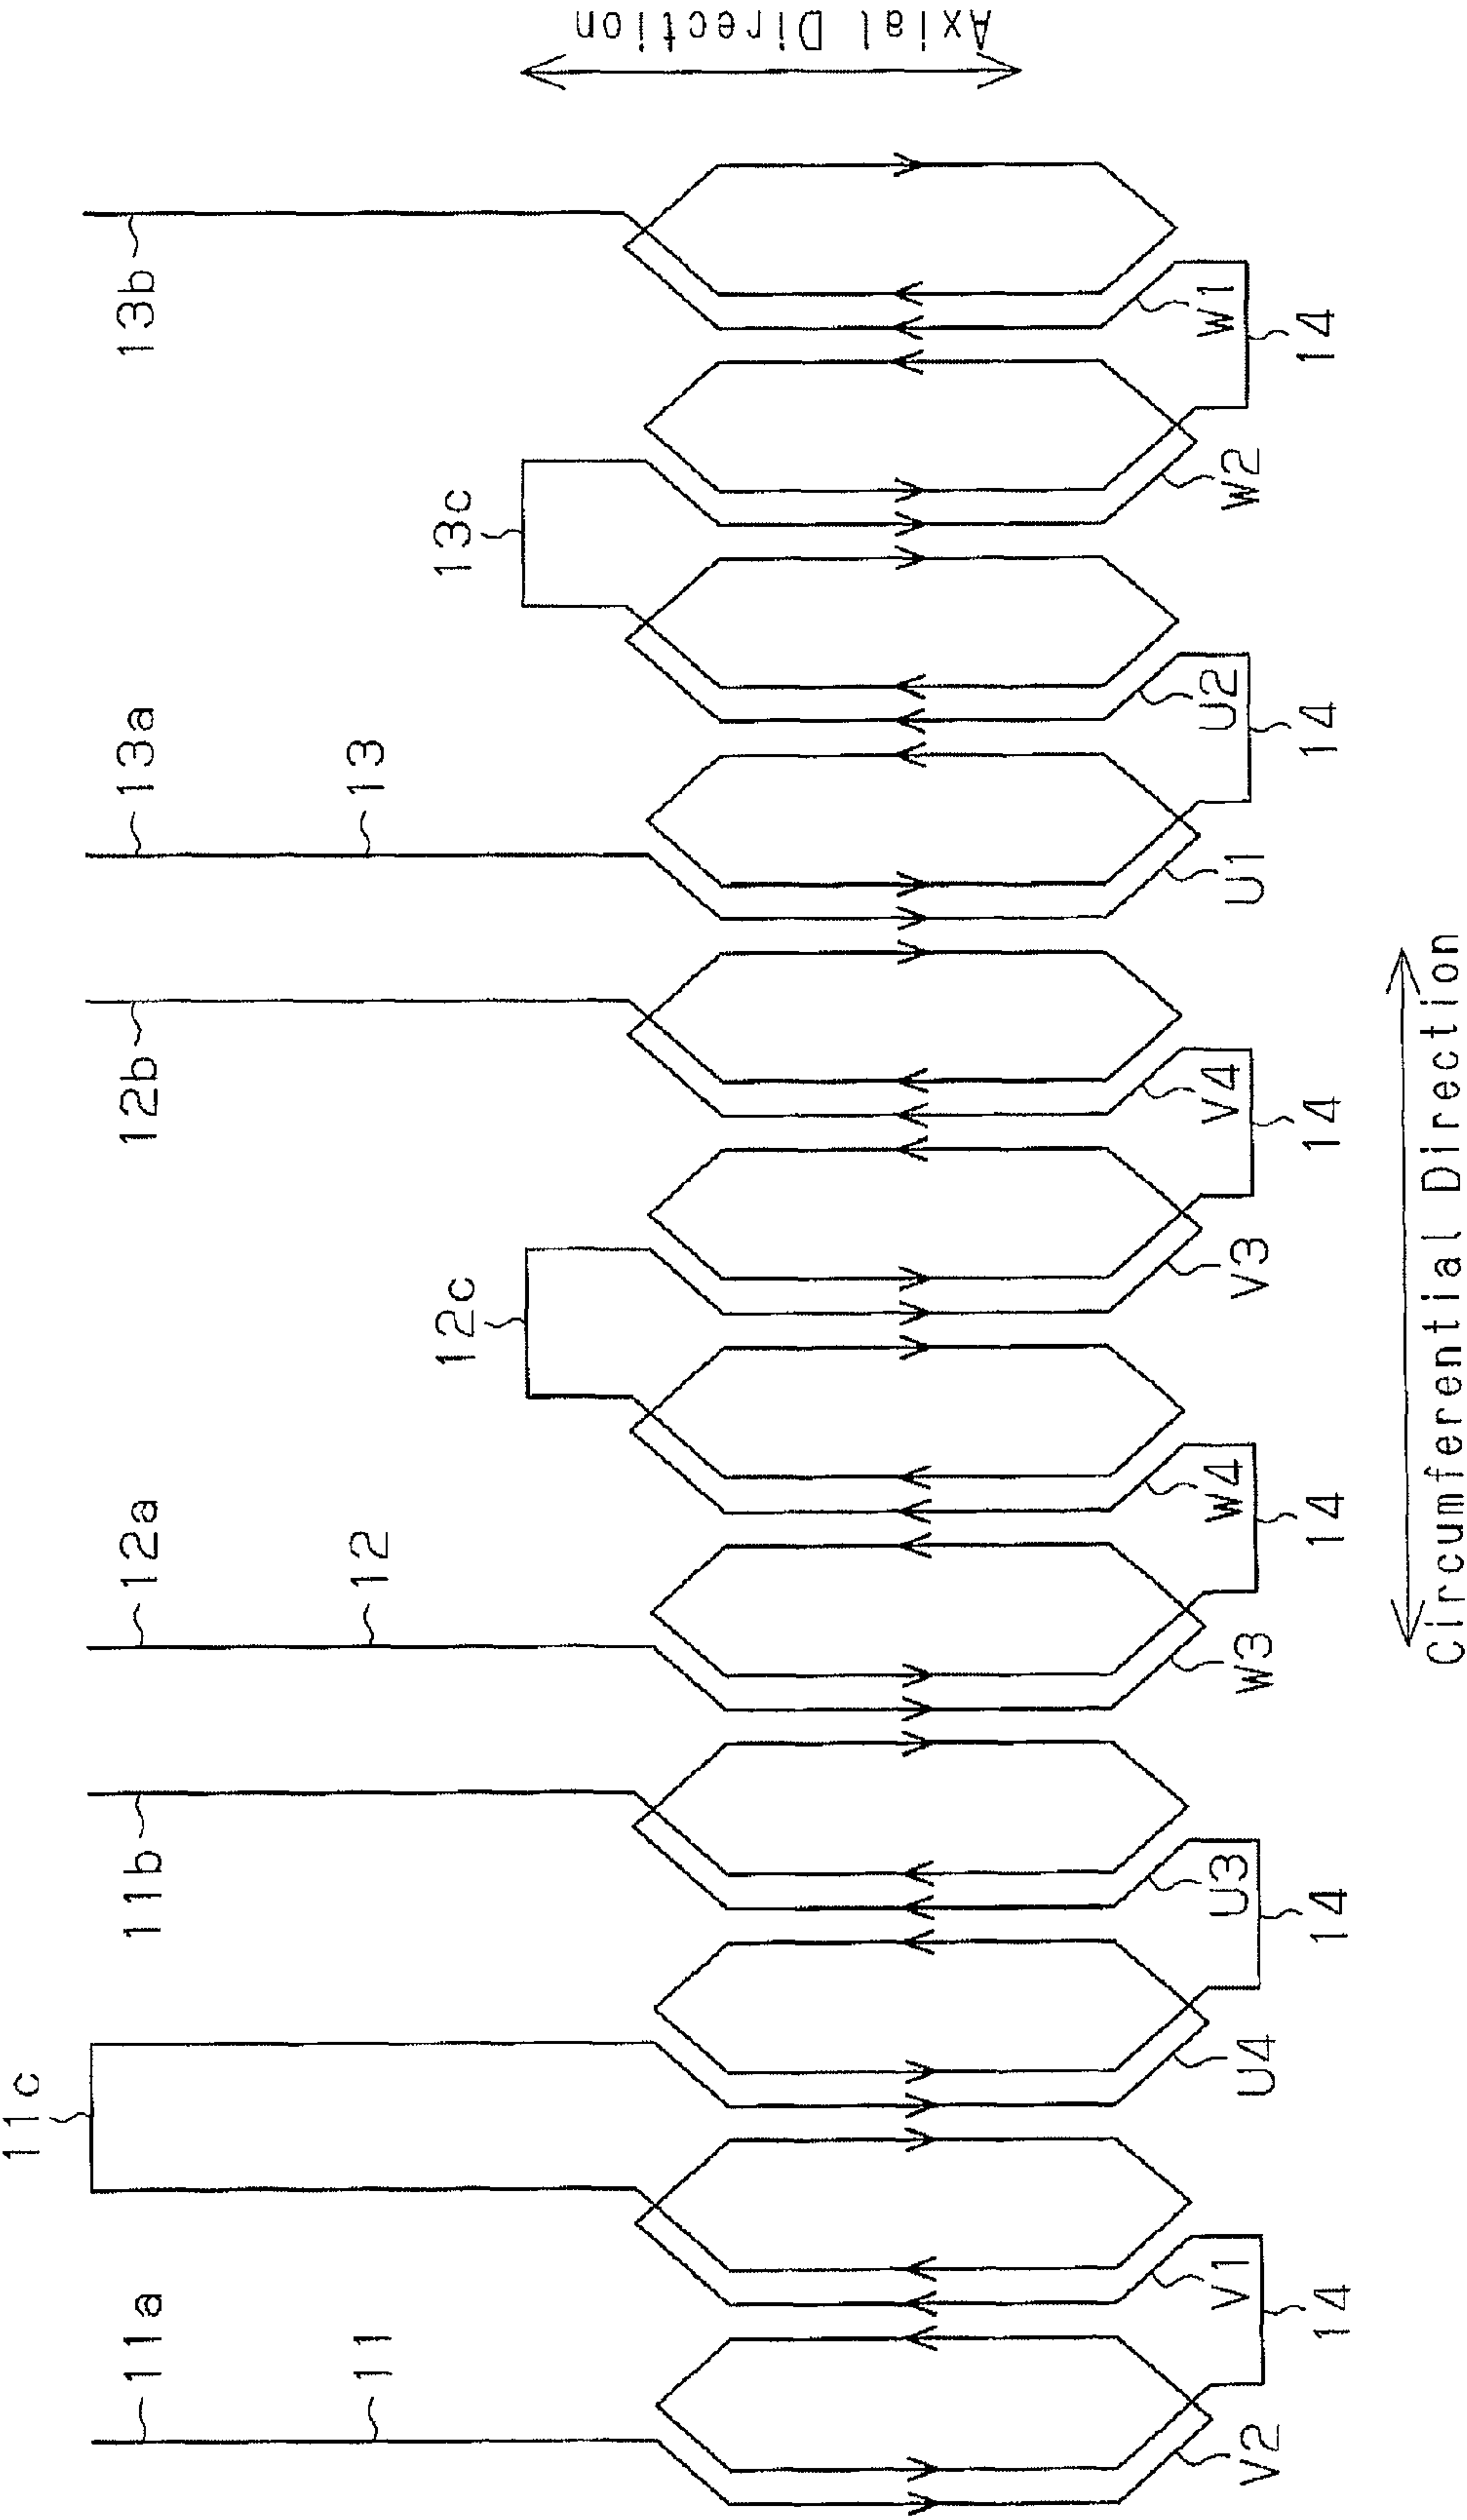 11c
11a
11b
12a
12b
13a
13b
11
12
13
12c
13c
Axial Direction
V2
V1
U4
U3
W3
W4
V3
V4
U1
U2
W2
W1
14
14
14
14
14
14
Circumferential Direction